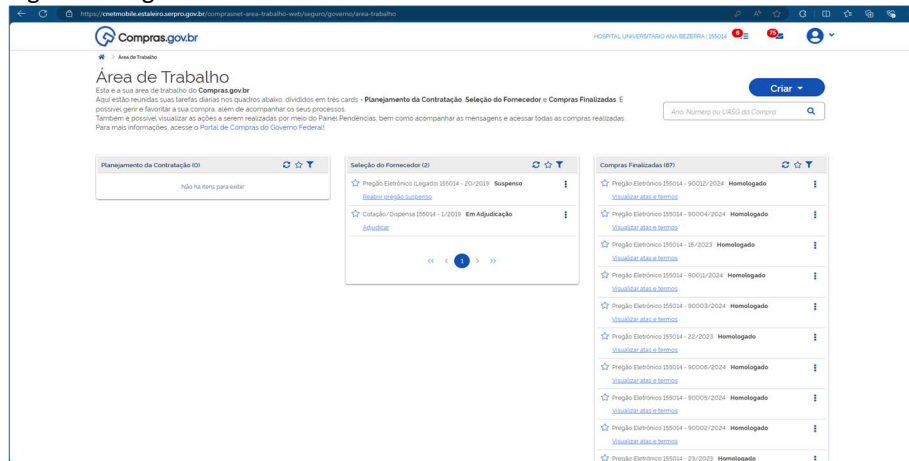 https://cnetmobile.estaleiro.serpro.gov.br/comprasnet-area-trabalho-web/seguro/governo/area-trabalho
Compras.gov.br
HOSPITAL UNIVERSITARIO ANA BEZERRA | 155014
6
75
Área de Trabalho
Área de Trabalho
Esta é a sua área de trabalho do Compras.gov.br
Aqui estão reunidas suas tarefas diárias nos quadros abaixo, divididos em três cards - Planejamento da Contratação, Seleção do Fornecedor e Compras Finalizadas. É
possível gerir e favoritar a sua compra, além de acompanhar os seus processos.
Também é possível visualizar as ações a serem realizadas por meio do Painel Pendências, bem como acompanhar as mensagens e acessar todas as compras realizadas.
Para mais informações, acesse o Portal de Compras do Governo Federal!
Criar
Ano, Número ou UASG da Compra
Planejamento da Contratação (0)
Não há itens para exibir
Seleção do Fornecedor (2)
Pregão Eletrônico (Legado) 155014 - 20/2019 Suspenso
Reabrir pregão suspenso
Cotação/Dispensa 155014 - 1/2019 Em Adjudicação
Adjudicar
<< < 1 > >>
Compras Finalizadas (67)
Pregão Eletrônico 155014 - 90012/2024 Homologado
Visualizar atas e termos
Pregão Eletrônico 155014 - 90004/2024 Homologado
Visualizar atas e termos
Pregão Eletrônico 155014 - 18/2023 Homologado
Visualizar atas e termos
Pregão Eletrônico 155014 - 90011/2024 Homologado
Visualizar atas e termos
Pregão Eletrônico 155014 - 90003/2024 Homologado
Visualizar atas e termos
Pregão Eletrônico 155014 - 22/2023 Homologado
Visualizar atas e termos
Pregão Eletrônico 155014 - 90006/2024 Homologado
Visualizar atas e termos
Pregão Eletrônico 155014 - 90005/2024 Homologado
Visualizar atas e termos
Pregão Eletrônico 155014 - 90002/2024 Homologado
Visualizar atas e termos
Pregão Eletrônico 155014 - 23/2023 Homologado